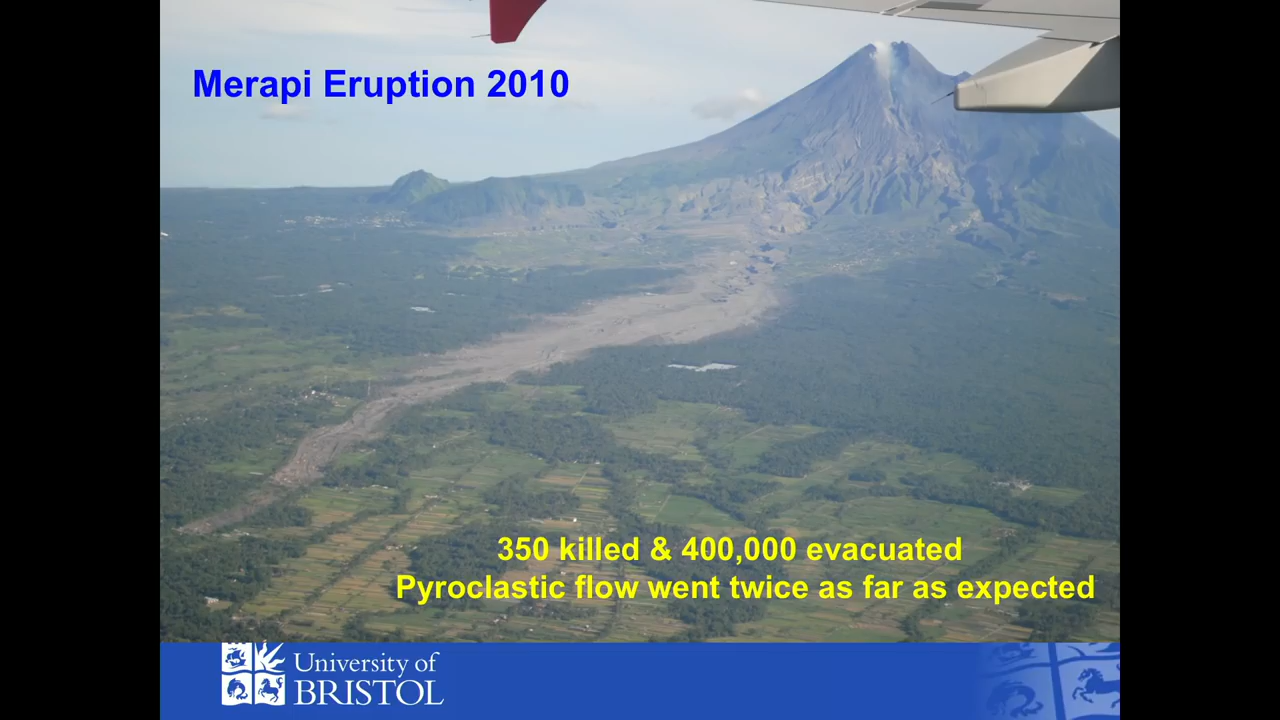 Merapi Eruption 2010
350 killed & 400,000 evacuated
Pyroclastic flow went twice as far as expected
University of
BRISTOL